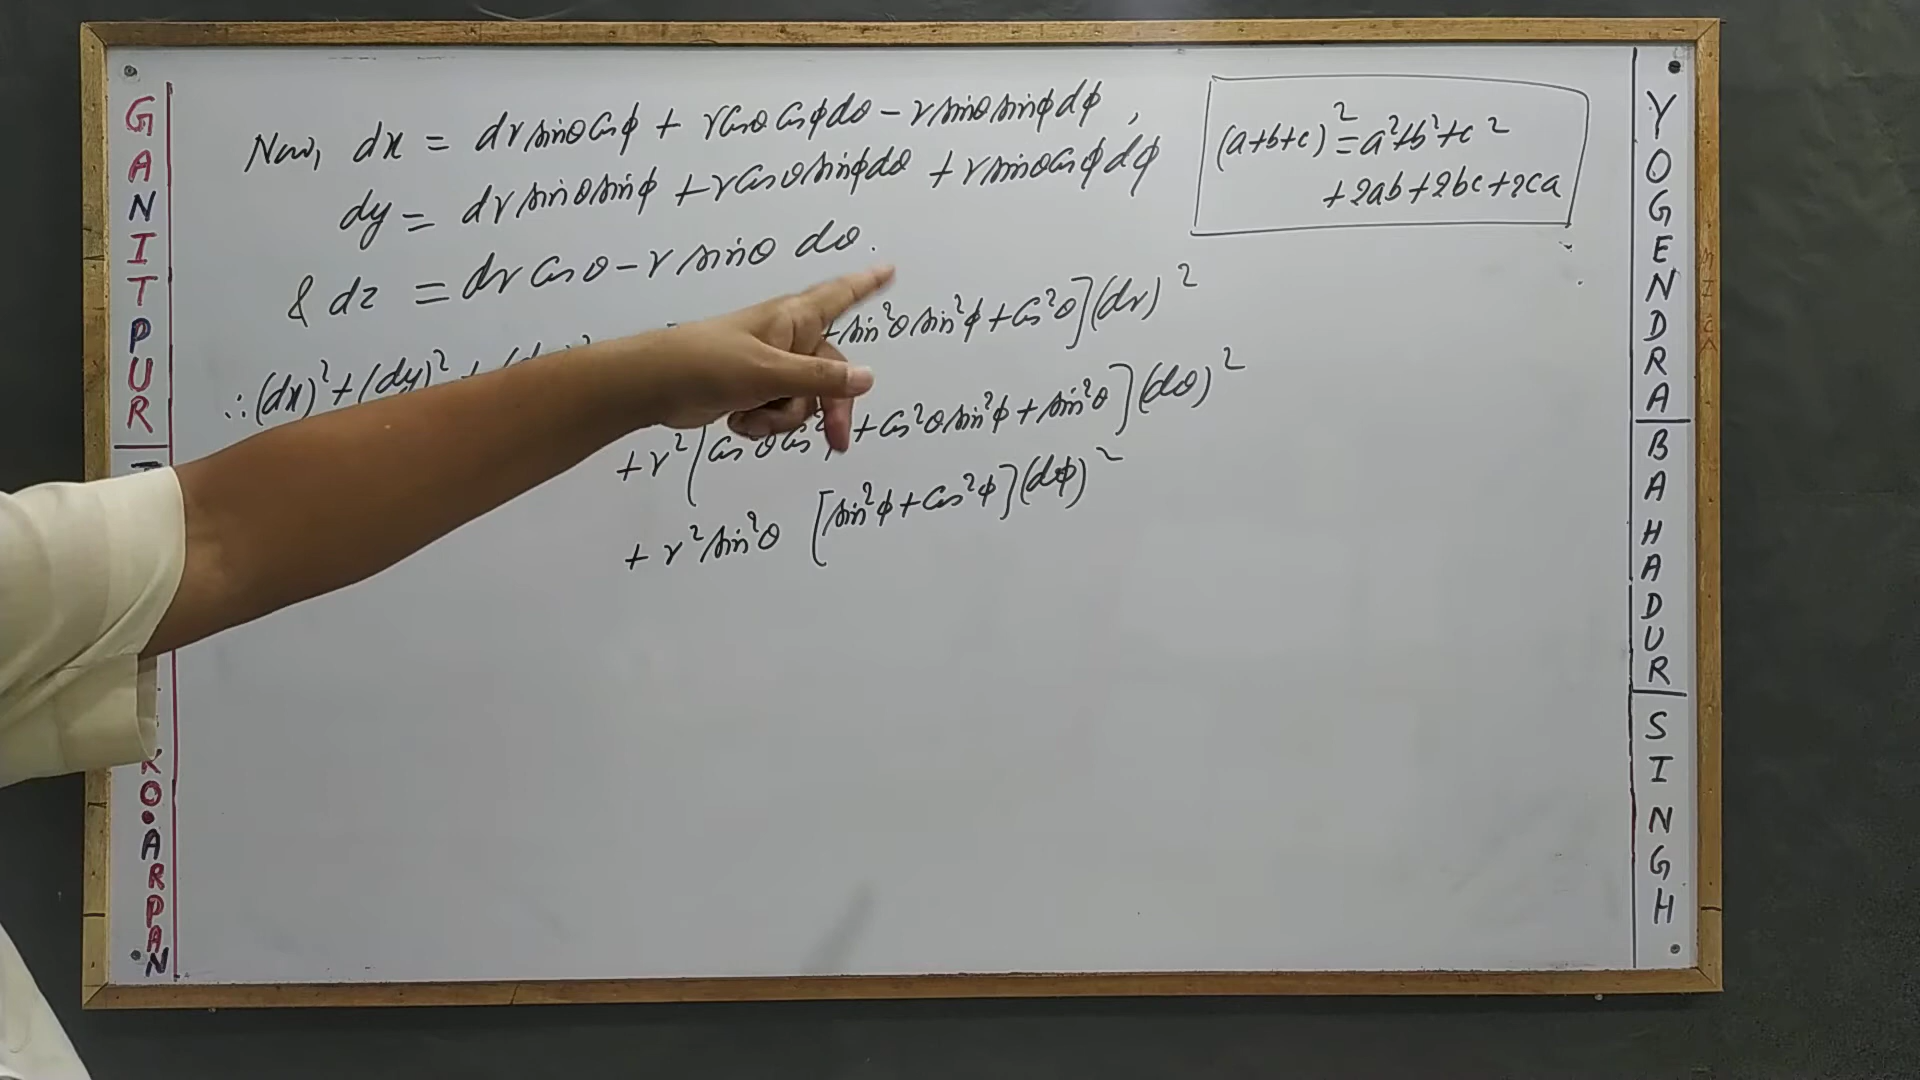 GANITPUR
Now, dx = dr sinθ cosφ + r cosθ cosφ dθ - r sinθ sinφ dφ,
dy = dr sinθ sinφ + r cosθ sinφ dθ + r sinθ cosφ dφ
& dz = dr cosθ - r sinθ dθ.
∴ (dx)² + (dy)² + + sin²θ sin²φ + cos²θ](dr)²
+ r² [cos²θ cos² + cos²θ sin²φ + sin²θ](dθ)²
+ r² sin²θ [sin²φ + cos²φ](dφ)²
(a+b+c)² = a²+b²+c²
+2ab+2bc+2ca
ARPAN
YOGENDRA
BAHADUR
SINGH